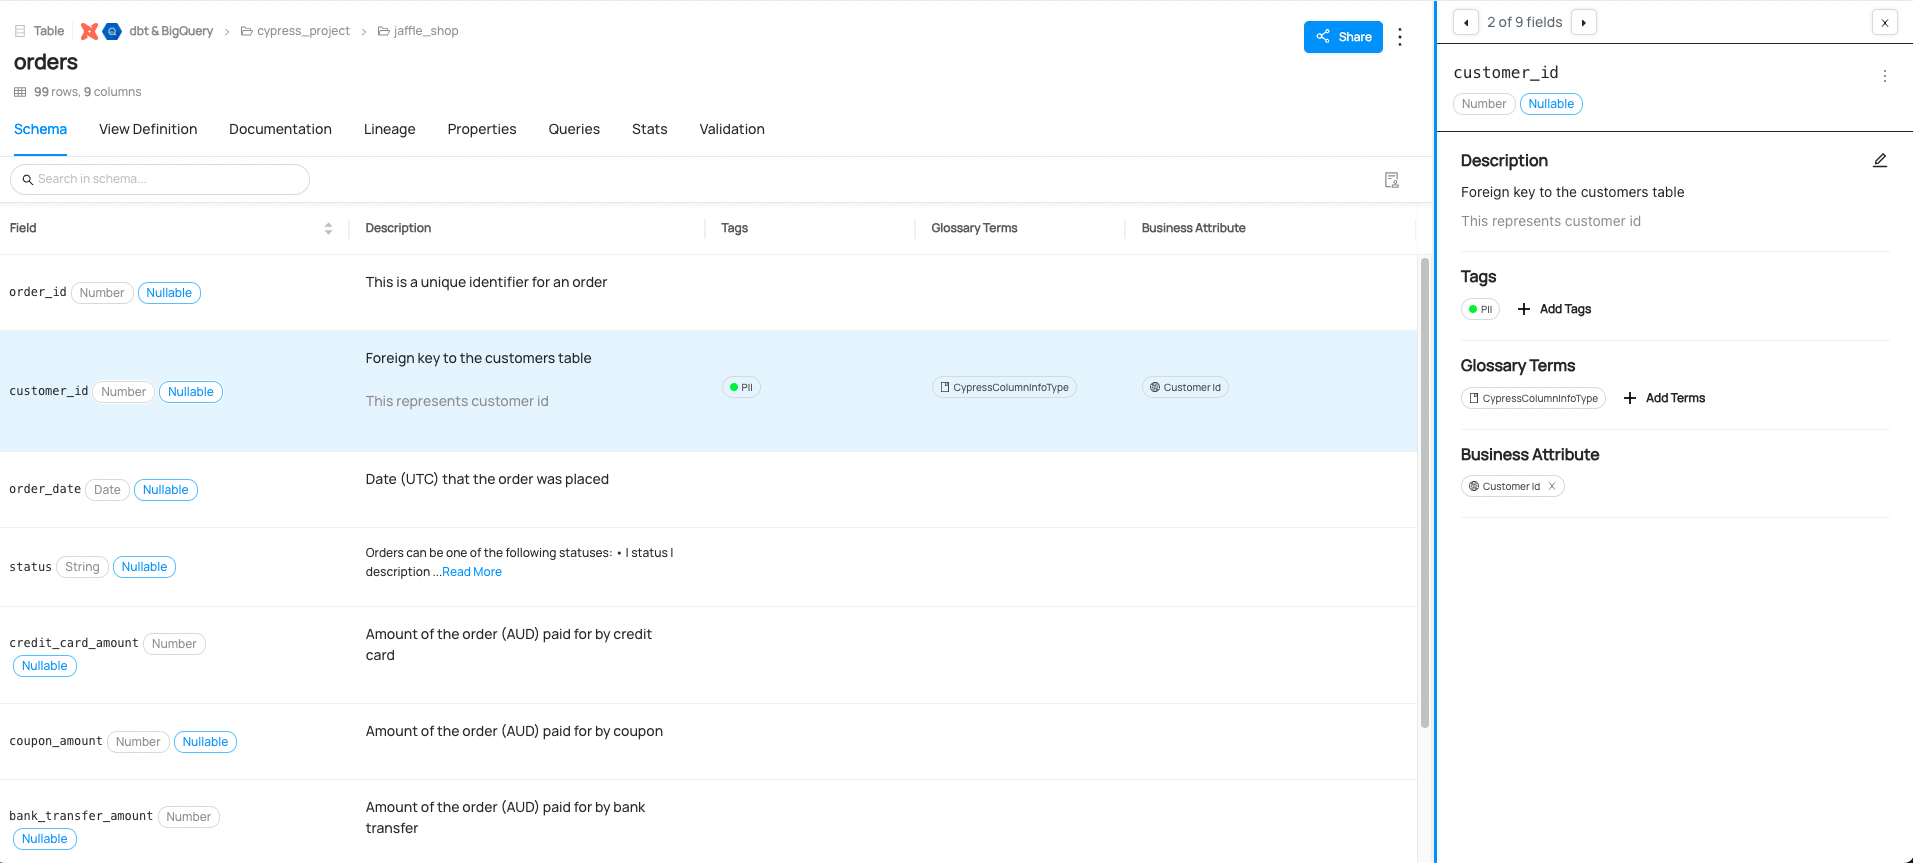 Table dbt & BigQuery > cypress_project > jaffle_shop
orders
99 rows, 9 columns
Share
Schema View Definition Documentation Lineage Properties Queries Stats Validation
Search in schema...
Field Description Tags Glossary Terms Business Attribute
order_id Number Nullable This is a unique identifier for an order
customer_id Number Nullable Foreign key to the customers table
This represents customer id
PII CypressColumnInfoType Customer Id
order_date Date Nullable Date (UTC) that the order was placed
status String Nullable Orders can be one of the following statuses: • | status |
description ...Read More
credit_card_amount Number
Nullable
Amount of the order (AUD) paid for by credit
card
coupon_amount Number Nullable Amount of the order (AUD) paid for by coupon
bank_transfer_amount Number
Nullable
Amount of the order (AUD) paid for by bank
transfer
2 of 9 fields x
customer_id
Number Nullable
Description
Foreign key to the customers table
This represents customer id
Tags
PII + Add Tags
Glossary Terms
CypressColumnInfoType + Add Terms
Business Attribute
Customer Id X